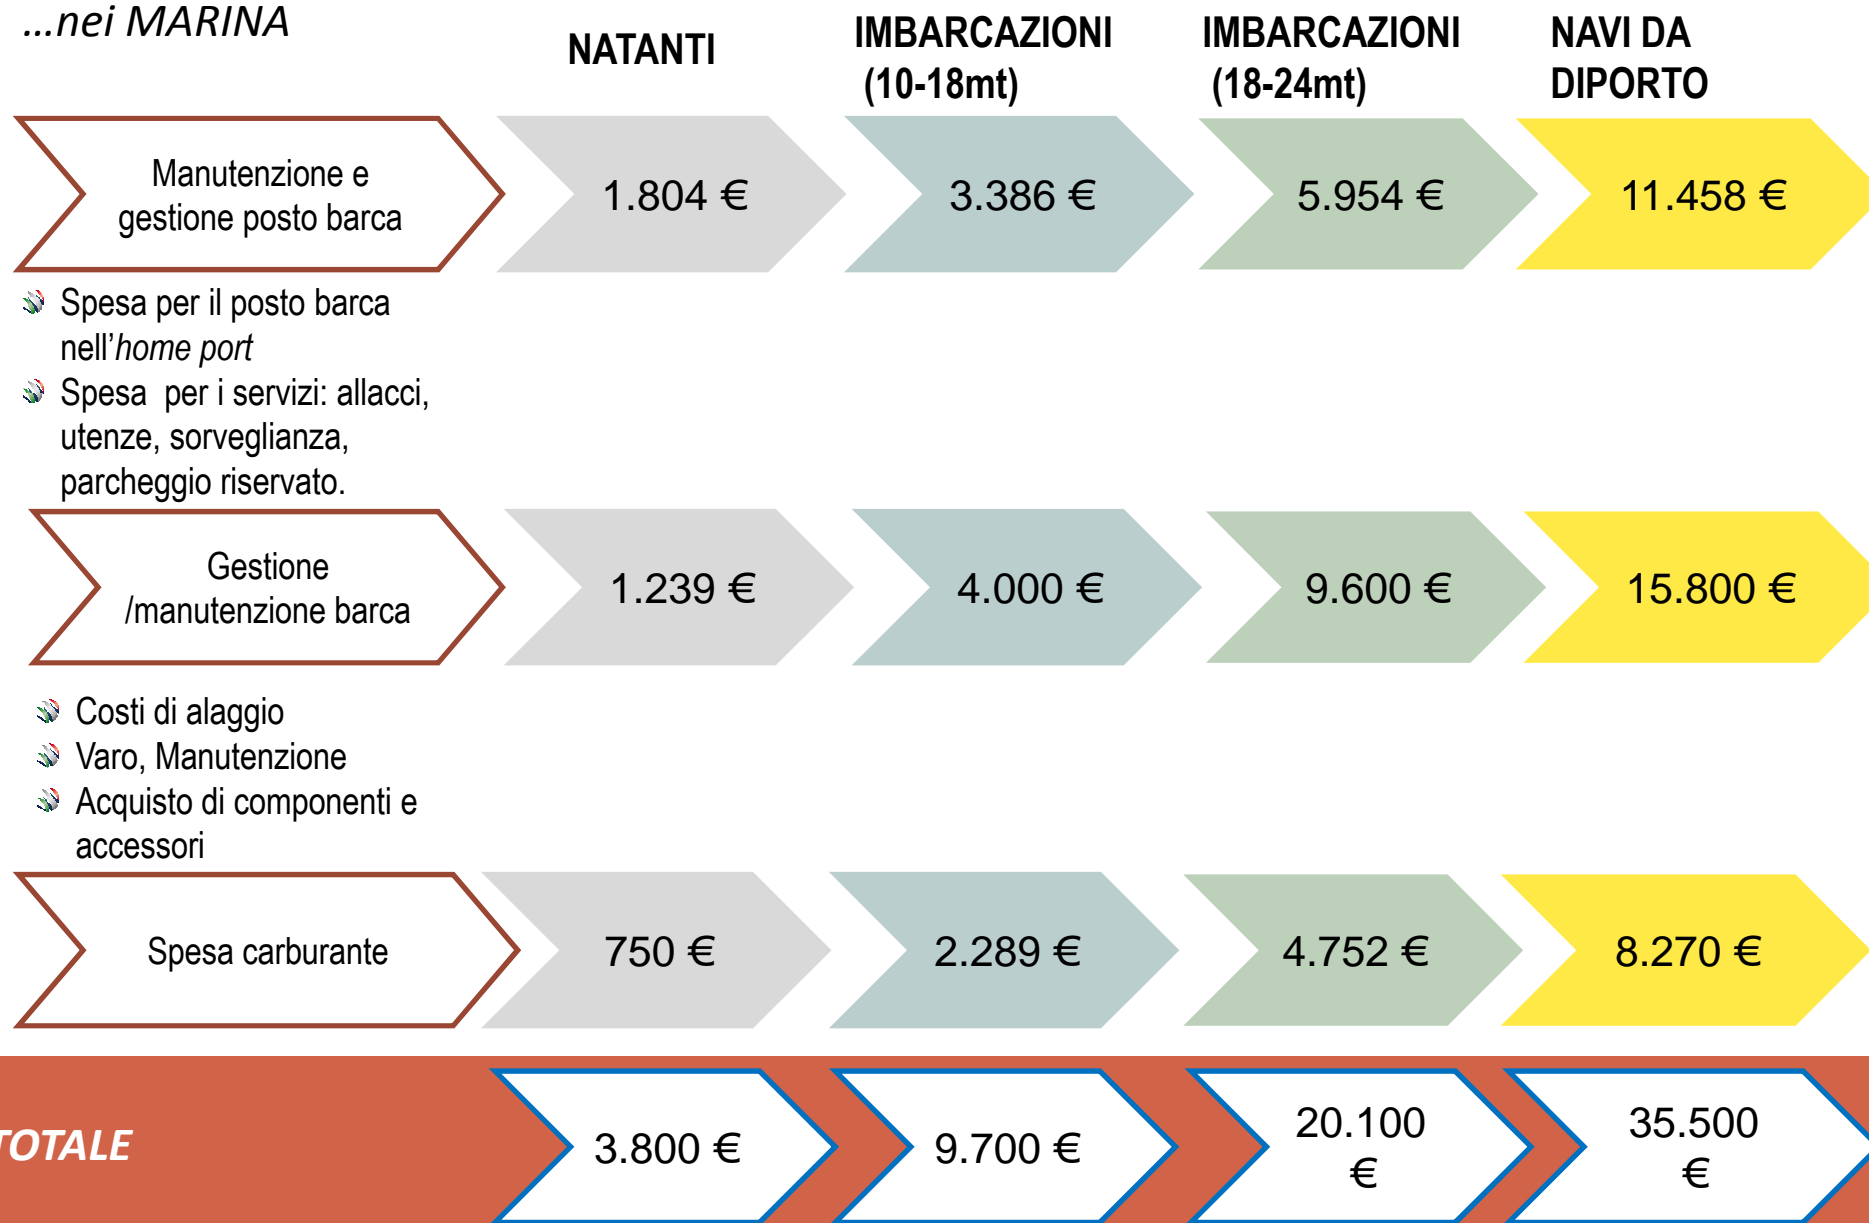 ...nei MARINA
NATANTI
IMBARCAZIONI
(10-18mt)
IMBARCAZIONI
(18-24mt)
NAVI DA
DIPORTO
Manutenzione e
gestione posto barca
1.804 €
3.386 €
5.954 €
11.458 €
Spesa per il posto barca
nell'home port
Spesa per i servizi: allacci,
utenze, sorveglianza,
parcheggio riservato.
Gestione
/manutenzione barca
1.239 €
4.000 €
9.600 €
15.800 €
Costi di alaggio
Varo, Manutenzione
Acquisto di componenti e
accessori
Spesa carburante
750 €
2.289 €
4.752 €
8.270 €
TOTALE
3.800 €
9.700 €
20.100
€
35.500
€